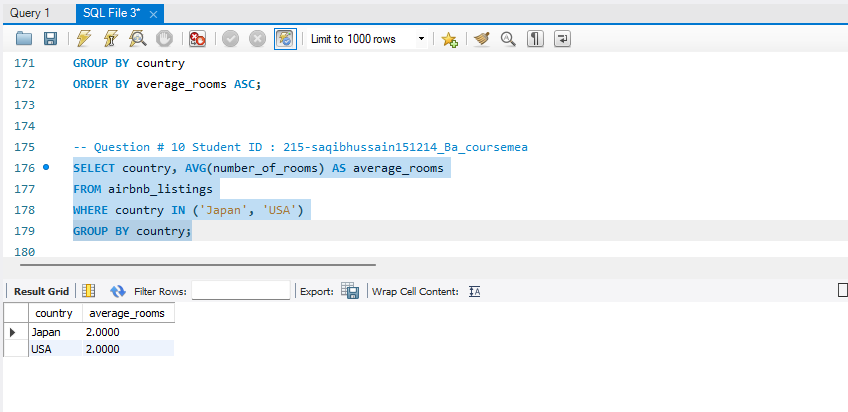 Query 1
SQL File 3*
Limit to 1000 rows
171 GROUP BY country
172 ORDER BY average_rooms ASC;
173
174
175 -- Question # 10 Student ID : 215-saqibhussain151214_Ba_coursemea
176 SELECT country, AVG(number_of_rooms) AS average_rooms
177 FROM airbnb_listings
178 WHERE country IN ('Japan', 'USA')
179 GROUP BY country;
180
Result Grid Filter Rows: Export: Wrap Cell Content:
country average_rooms
Japan 2.0000
USA 2.0000